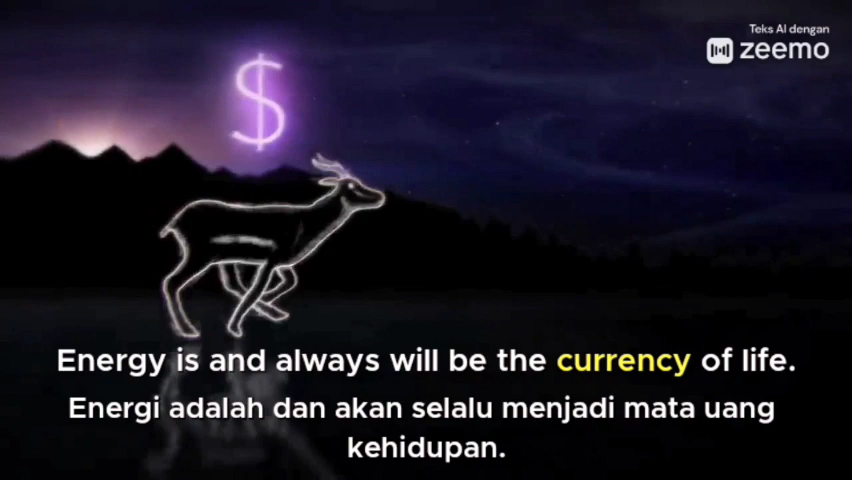 Teks AI dengan
zeemo
$
Energy is and always will be the currency of life.
Energi adalah dan akan selalu menjadi mata uang
kehidupan.